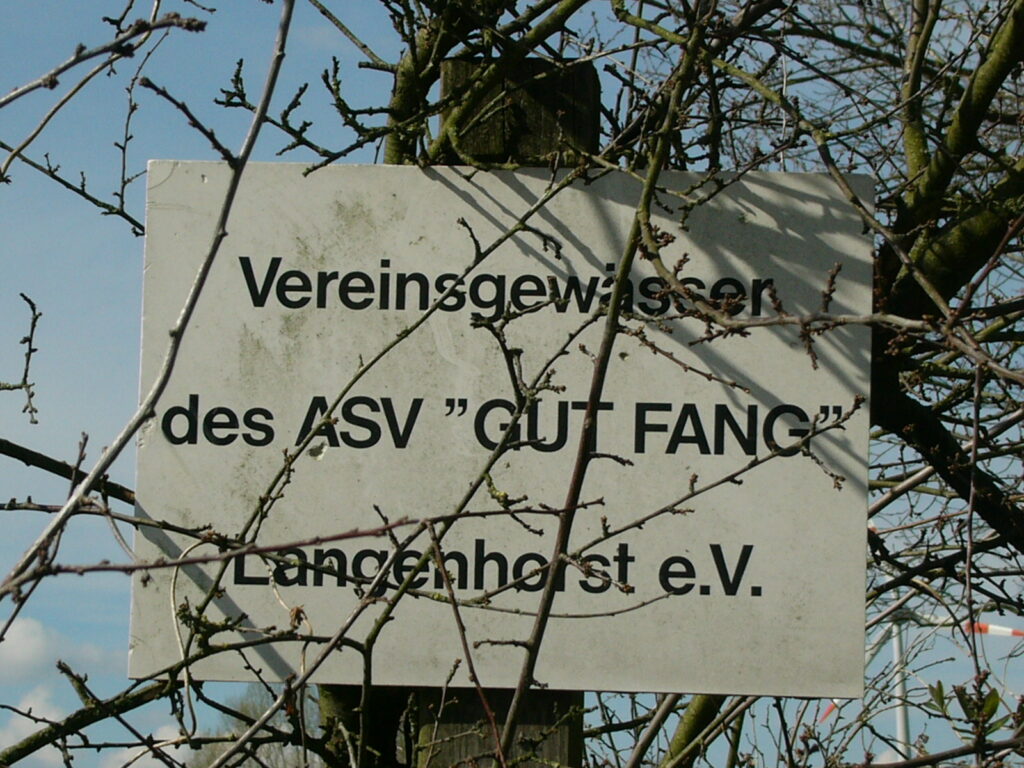 Vereinsgewässer
des ASV "GUT FANG"
Langenhorst e.V.